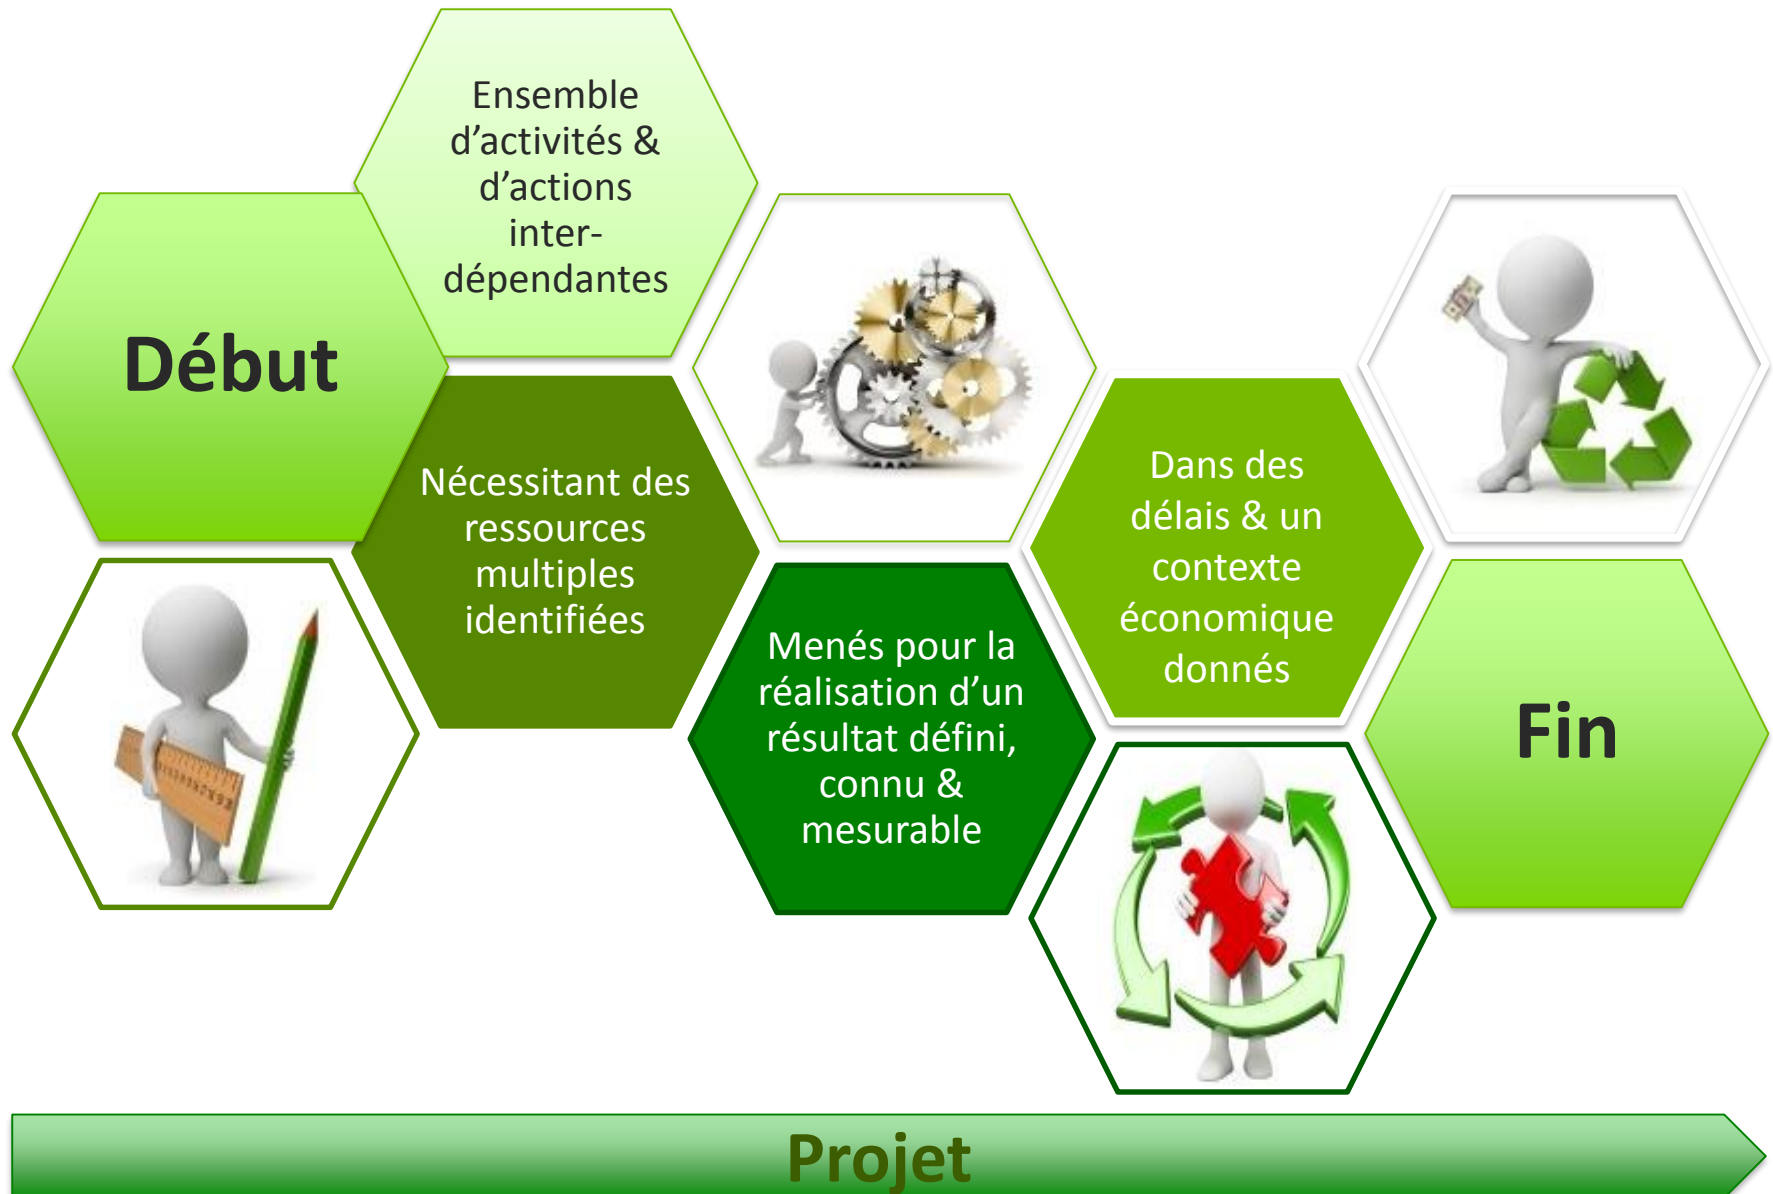 Début
Ensemble
d’activités &
d’actions
inter-
dépendantes
Nécessitant des
ressources
multiples
identifiées
Menés pour la
réalisation d’un
résultat défini,
connu &
mesurable
Dans des
délais & un
contexte
économique
donnés
Fin
Projet